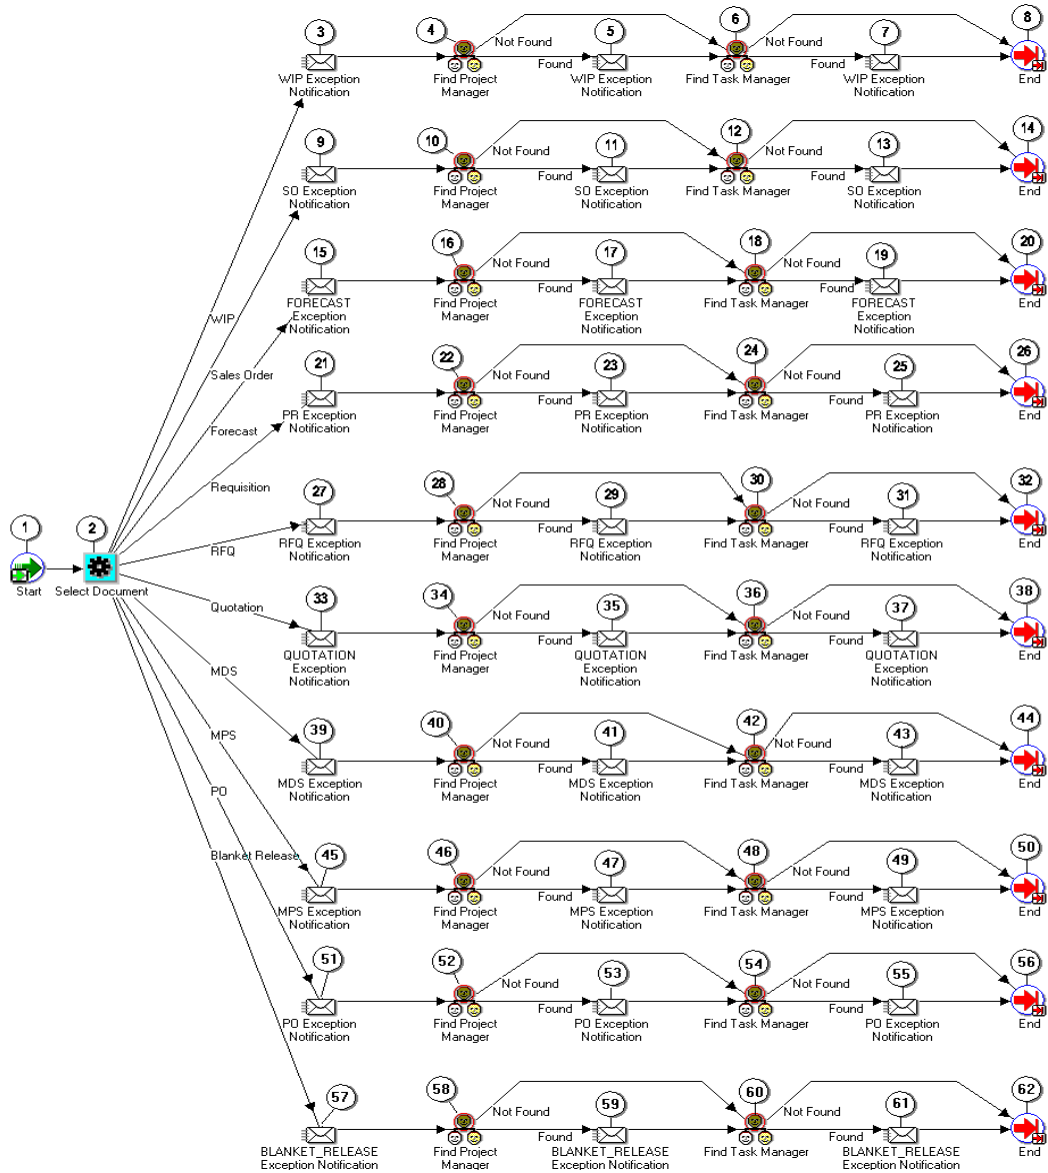 3
4
5
6
7
8
Not Found
Not Found
Found
Found
WIP Exception
Notification
Find Project
Manager
WIP Exception
Notification
Find Task Manager
WIP Exception
Notification
End
9
10
11
12
13
14
Not Found
Not Found
Found
Found
SO Exception
Notification
Find Project
Manager
SO Exception
Notification
Find Task Manager
SO Exception
Notification
End
15
16
17
18
19
20
Not Found
Not Found
Found
Found
FORECAST
Exception
Notification
Find Project
Manager
FORECAST
Exception
Notification
Find Task Manager
FORECAST
Exception
Notification
End
WIP
21
22
23
24
25
26
Sales Order
Not Found
Not Found
Found
Found
PR Exception
Notification
Find Project
Manager
PR Exception
Notification
Find Task Manager
PR Exception
Notification
End
Forecast
Requisition
27
28
29
30
31
32
Not Found
Not Found
Found
Found
RFQ Exception
Notification
Find Project
Manager
RFQ Exception
Notification
Find Task Manager
RFQ Exception
Notification
End
1
2
RFQ
Start
Select Document
Quotation
33
34
35
36
37
38
Not Found
Not Found
Found
Found
QUOTATION
Exception
Notification
Find Project
Manager
QUOTATION
Exception
Notification
Find Task Manager
QUOTATION
Exception
Notification
End
MDS
39
40
41
42
43
44
MPS
Not Found
Not Found
Found
Found
MDS Exception
Notification
Find Project
Manager
MDS Exception
Notification
Find Task Manager
MDS Exception
Notification
End
PO
Blanket Release
45
46
47
48
49
50
Not Found
Not Found
Found
Found
MPS Exception
Notification
Find Project
Manager
MPS Exception
Notification
Find Task Manager
MPS Exception
Notification
End
51
52
53
54
55
56
Not Found
Not Found
Found
Found
PO Exception
Notification
Find Project
Manager
PO Exception
Notification
Find Task Manager
PO Exception
Notification
End
57
58
59
60
61
62
Not Found
Not Found
Found
Found
BLANKET_RELEASE
Exception Notification
Find Project
Manager
BLANKET_RELEASE
Exception Notification
Find Task Manager
BLANKET_RELEASE
Exception Notification
End